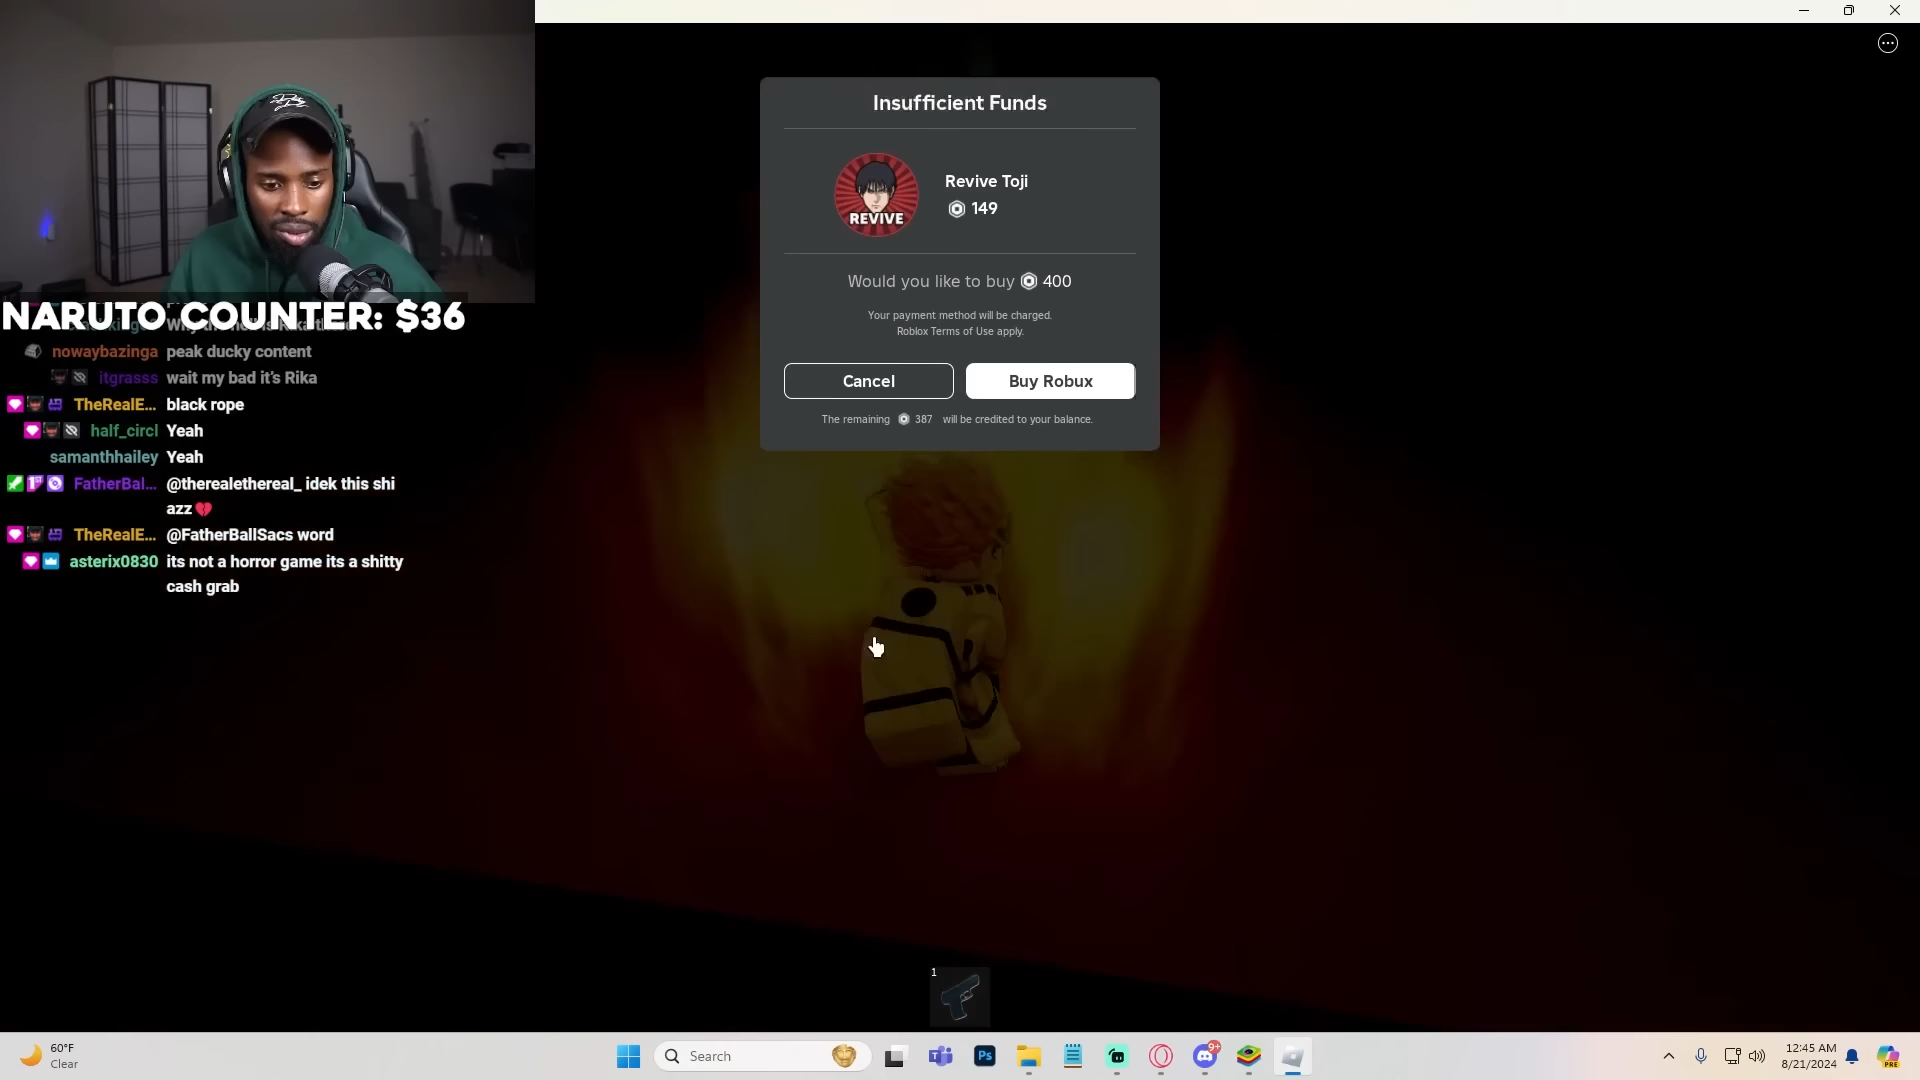 Insufficient Funds
Revive Toji
REVIVE
149
Would you like to buy 400
Your payment method will be charged.
Roblox Terms of Use apply.
Cancel
Buy Robux
The remaining 387 will be credited to your balance.
NARUTO COUNTER: $36
nowaybazinga peak ducky content
itgrasss wait my bad it's Rika
TheRealE... black rope
half_circl Yeah
samanthhailey Yeah
FatherBal... @therealethereal_ idek this shi
azz
TheRealE... @FatherBallSacs word
asterix0830 its not a horror game its a shitty
cash grab
1
60°F
Clear
Search
Ps
9+
12:45 AM
8/21/2024
PRE